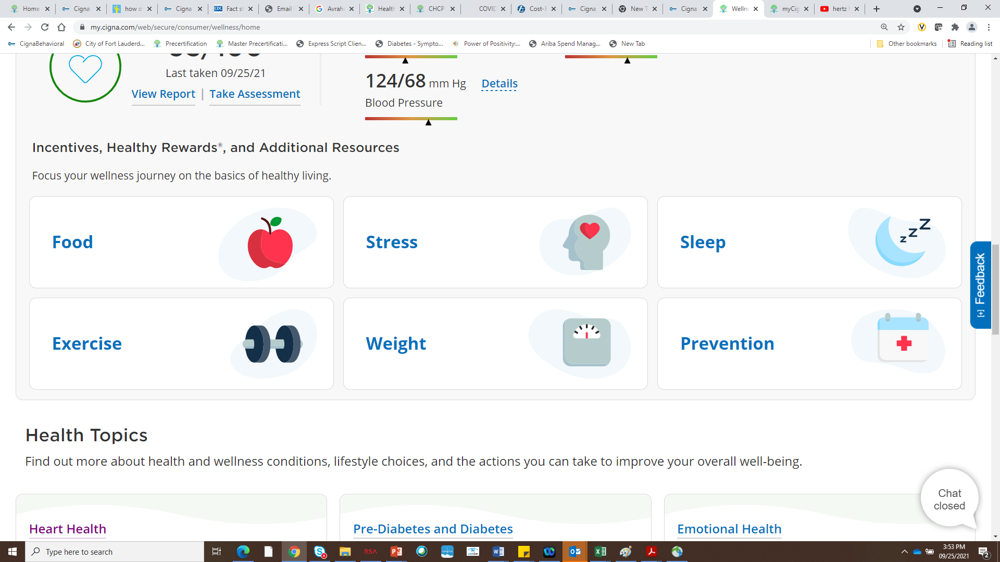 Home
Cigna
how o
Cigna
Fact s
Email
Avrah
Health
CHCP
COVID
Cost-E
Cigna
New T
Cigna
Wellne
myCig
hertz
my.cigna.com/web/secure/consumer/wellness/home
CignaBehavioral
City of Fort Lauderd...
Precertification
Master Precertificati...
Express Script Clien...
Diabetes - Sympto...
Power of Positivity:...
Ariba Spend Manag...
New Tab
Other bookmarks
Reading list
Last taken 09/25/21
View Report | Take Assessment
124/68 mm Hg Details
Blood Pressure
Incentives, Healthy Rewards®, and Additional Resources
Focus your wellness journey on the basics of healthy living.
Food
Stress
Sleep
z z Z
Exercise
Weight
Prevention
[+] Feedback
Health Topics
Find out more about health and wellness conditions, lifestyle choices, and the actions you can take to improve your overall well-being.
Chat
closed
Heart Health
Pre-Diabetes and Diabetes
Emotional Health
Type here to search
RSA
3:53 PM
09/25/2021
2